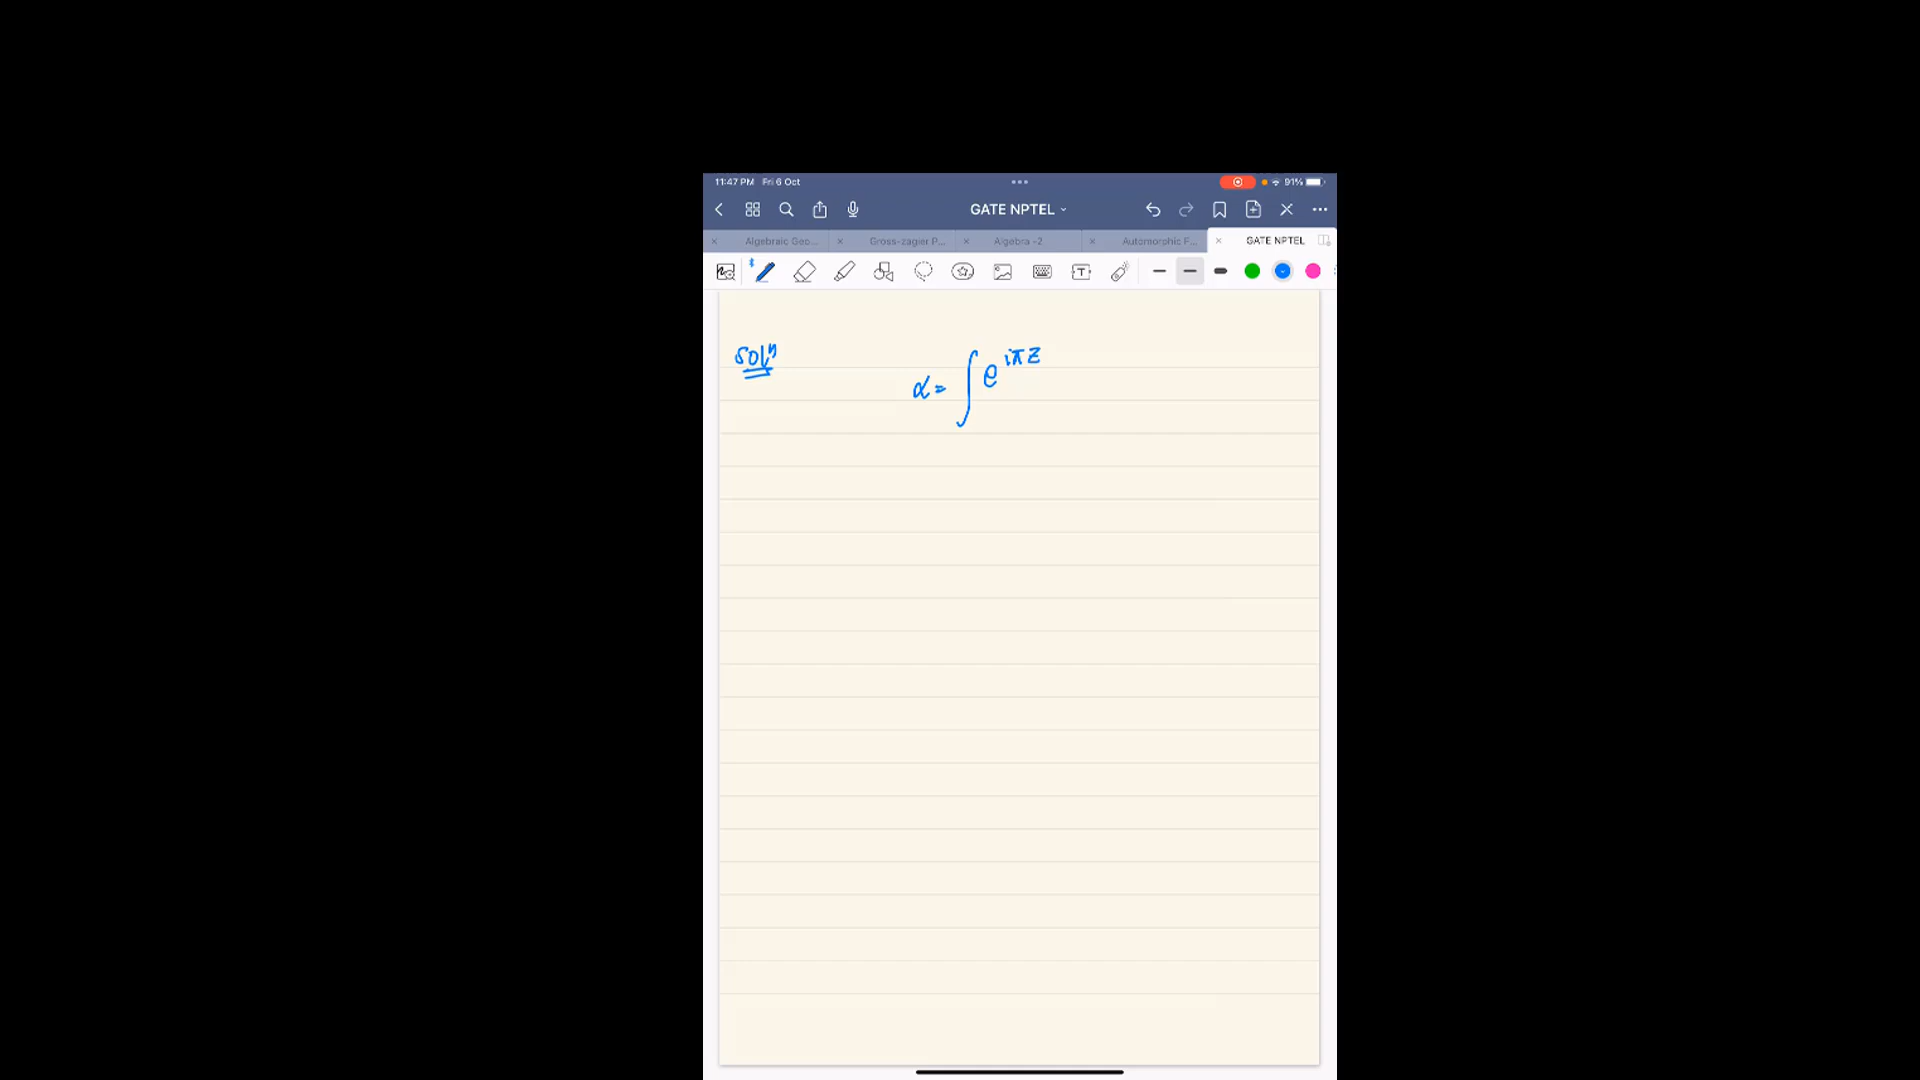 11:47 PM Fri 6 Oct 91%
GATE NPTEL
Algebraic Geo... Gross-zagier P... Algebra -2 Automorphic F... GATE NPTEL
Solⁿ
α = ∫ e^{iπz}